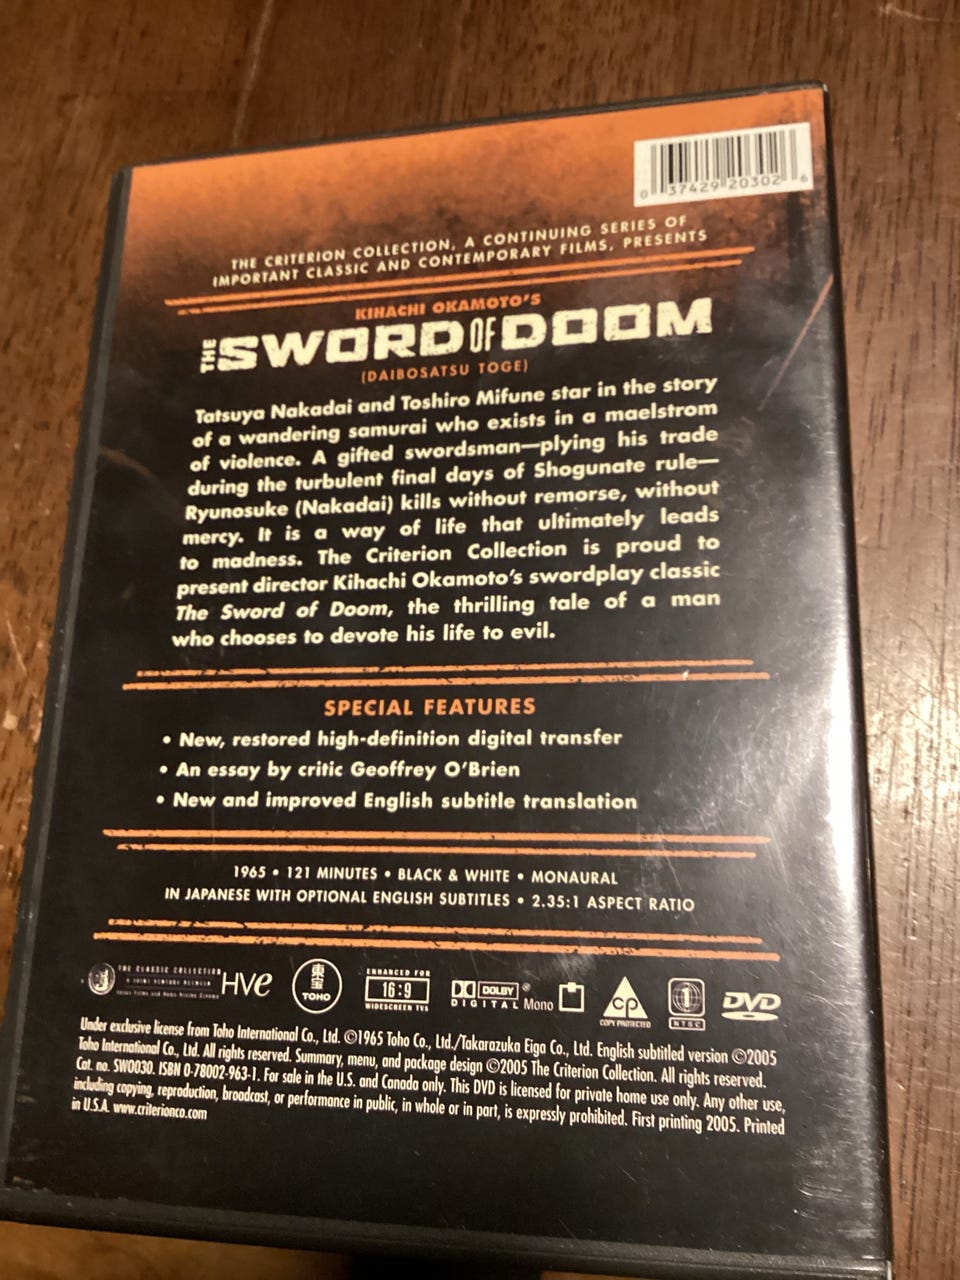 0 37429 20302 6
THE CRITERION COLLECTION, A CONTINUING SERIES OF
IMPORTANT CLASSIC AND CONTEMPORARY FILMS, PRESENTS
KIHACHI OKAMOTO'S
THE SWORD OF DOOM
(DAIBOSATSU TOGE)
Tatsuya Nakadai and Toshiro Mifune star in the story
of a wandering samurai who exists in a maelstrom
of violence. A gifted swordsman—plying his trade
during the turbulent final days of Shogunate rule—
Ryunosuke (Nakadai) kills without remorse, without
mercy. It is a way of life that ultimately leads
to madness. The Criterion Collection is proud to
present director Kihachi Okamoto's swordplay classic
The Sword of Doom, the thrilling tale of a man
who chooses to devote his life to evil.
SPECIAL FEATURES
• New, restored high-definition digital transfer
• An essay by critic Geoffrey O'Brien
• New and improved English subtitle translation
1965 • 121 MINUTES • BLACK & WHITE • MONAURAL
IN JAPANESE WITH OPTIONAL ENGLISH SUBTITLES • 2.35:1 ASPECT RATIO
THE CLASSIC COLLECTION
A JOINT VENTURE BETWEEN
Janus Films and Home Vision Cinema
HVe
東宝
TOHO
ENHANCED FOR
16:9
WIDESCREEN TVs
DOLBY ®
DIGITAL Mono
CP
COPY PROTECTED
1
NTSC
DVD
Under exclusive license from Toho International Co., Ltd. ©1965 Toho Co., Ltd./Takarazuka Eiga Co., Ltd. English subtitled version ©2005
Toho International Co., Ltd. All rights reserved. Summary, menu, and package design ©2005 The Criterion Collection. All rights reserved.
Cat. no. SWO030. ISBN 0-78002-963-1. For sale in the U.S. and Canada only. This DVD is licensed for private home use only. Any other use,
including copying, reproduction, broadcast, or performance in public, in whole or in part, is expressly prohibited. First printing 2005. Printed
in U.S.A. www.criterionco.com